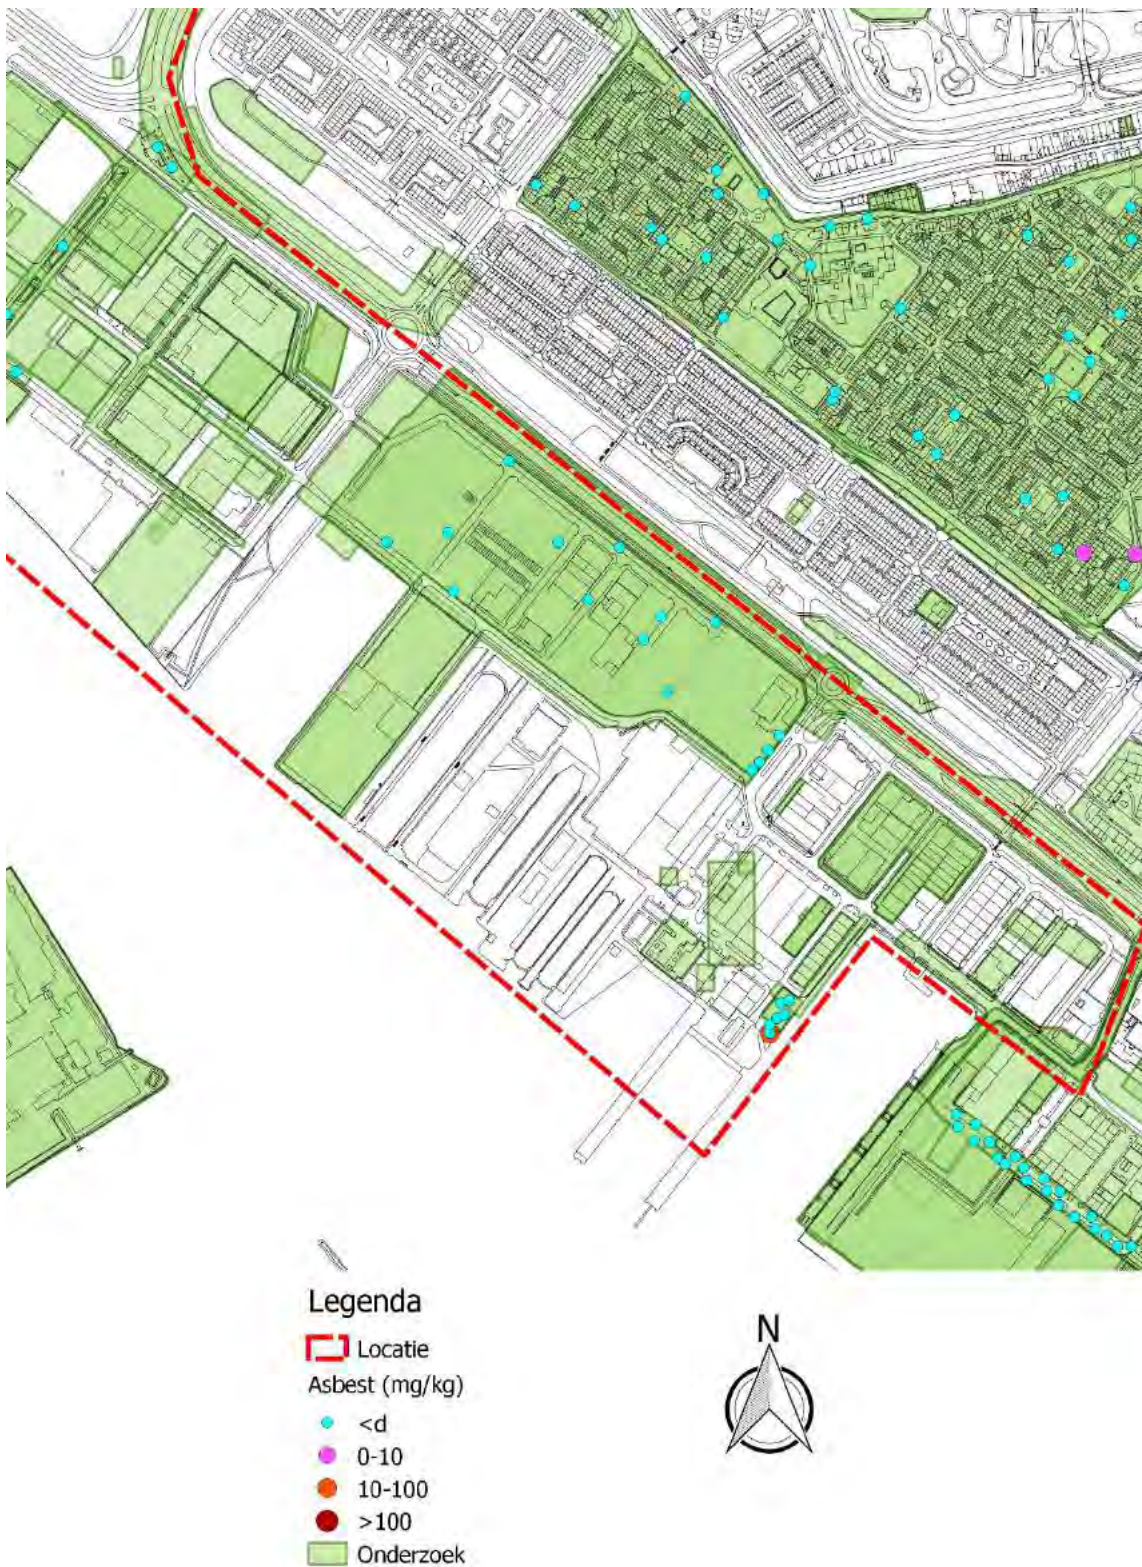 Legenda
Locatie
Asbest (mg/kg)
<d
0-10
10-100
>100
Onderzoek
N